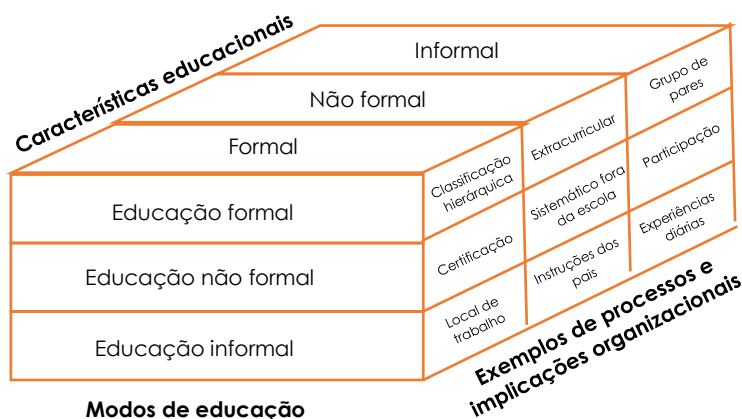 Características educacionais
Informal
Não formal
Formal
Educação formal
Educação não formal
Educação informal
Classificação
hierárquica
Extracurricular
Grupo de
pares
Certificação
Sistemático fora
da escola
Participação
Local de
trabalho
Instruções dos
pais
Experiências
diárias
Modos de educação
Exemplos de processos e
implicações organizacionais